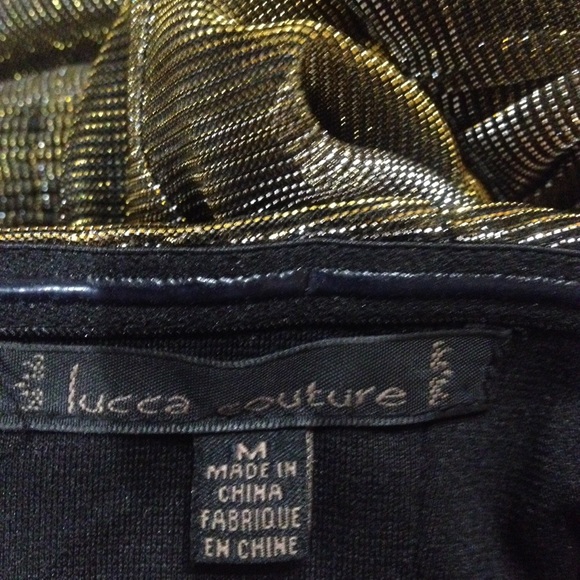 lucca couture
M
MADE IN
CHINA
FABRIQUE
EN CHINE